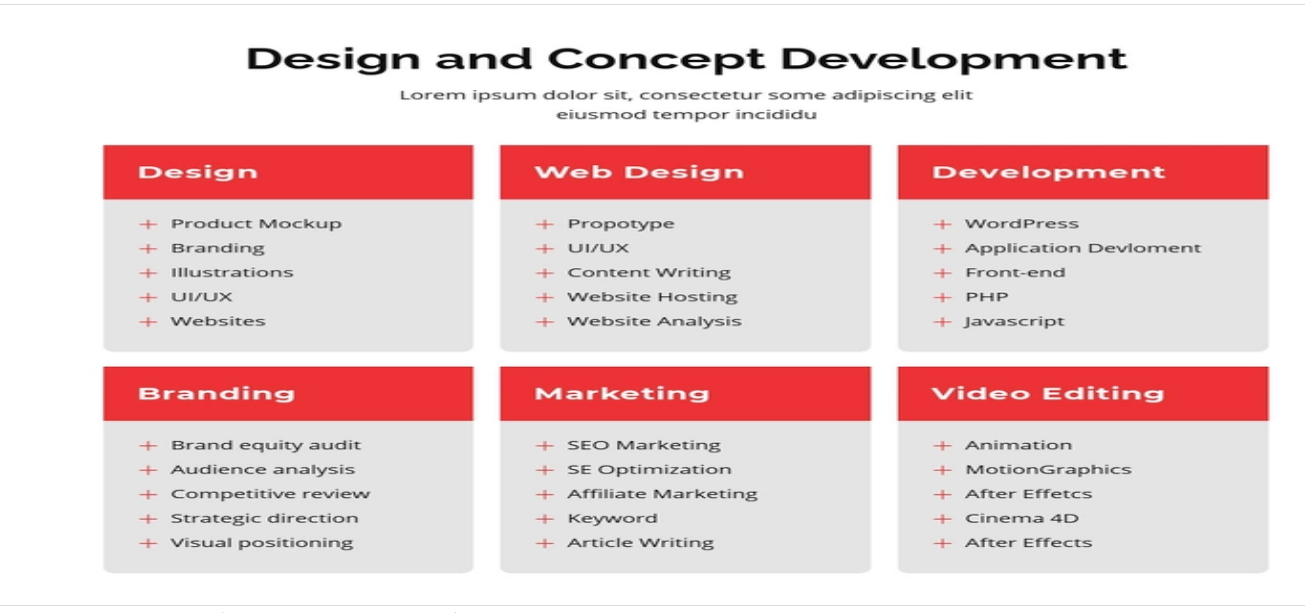 Design and Concept Development
Lorem ipsum dolor sit, consectetur some adipiscing elit
eiusmod tempor incididu
Design
Product Mockup
Branding
Illustrations
UI/UX
Websites
Web Design
Propotype
UI/UX
Content Writing
Website Hosting
Website Analysis
Development
WordPress
Application Devloment
Front-end
PHP
Javascript
Branding
Brand equity audit
Audience analysis
Competitive review
Strategic direction
Visual positioning
Marketing
SEO Marketing
SE Optimization
Affiliate Marketing
Keyword
Article Writing
Video Editing
Animation
MotionGraphics
After Effetcs
Cinema 4D
After Effects